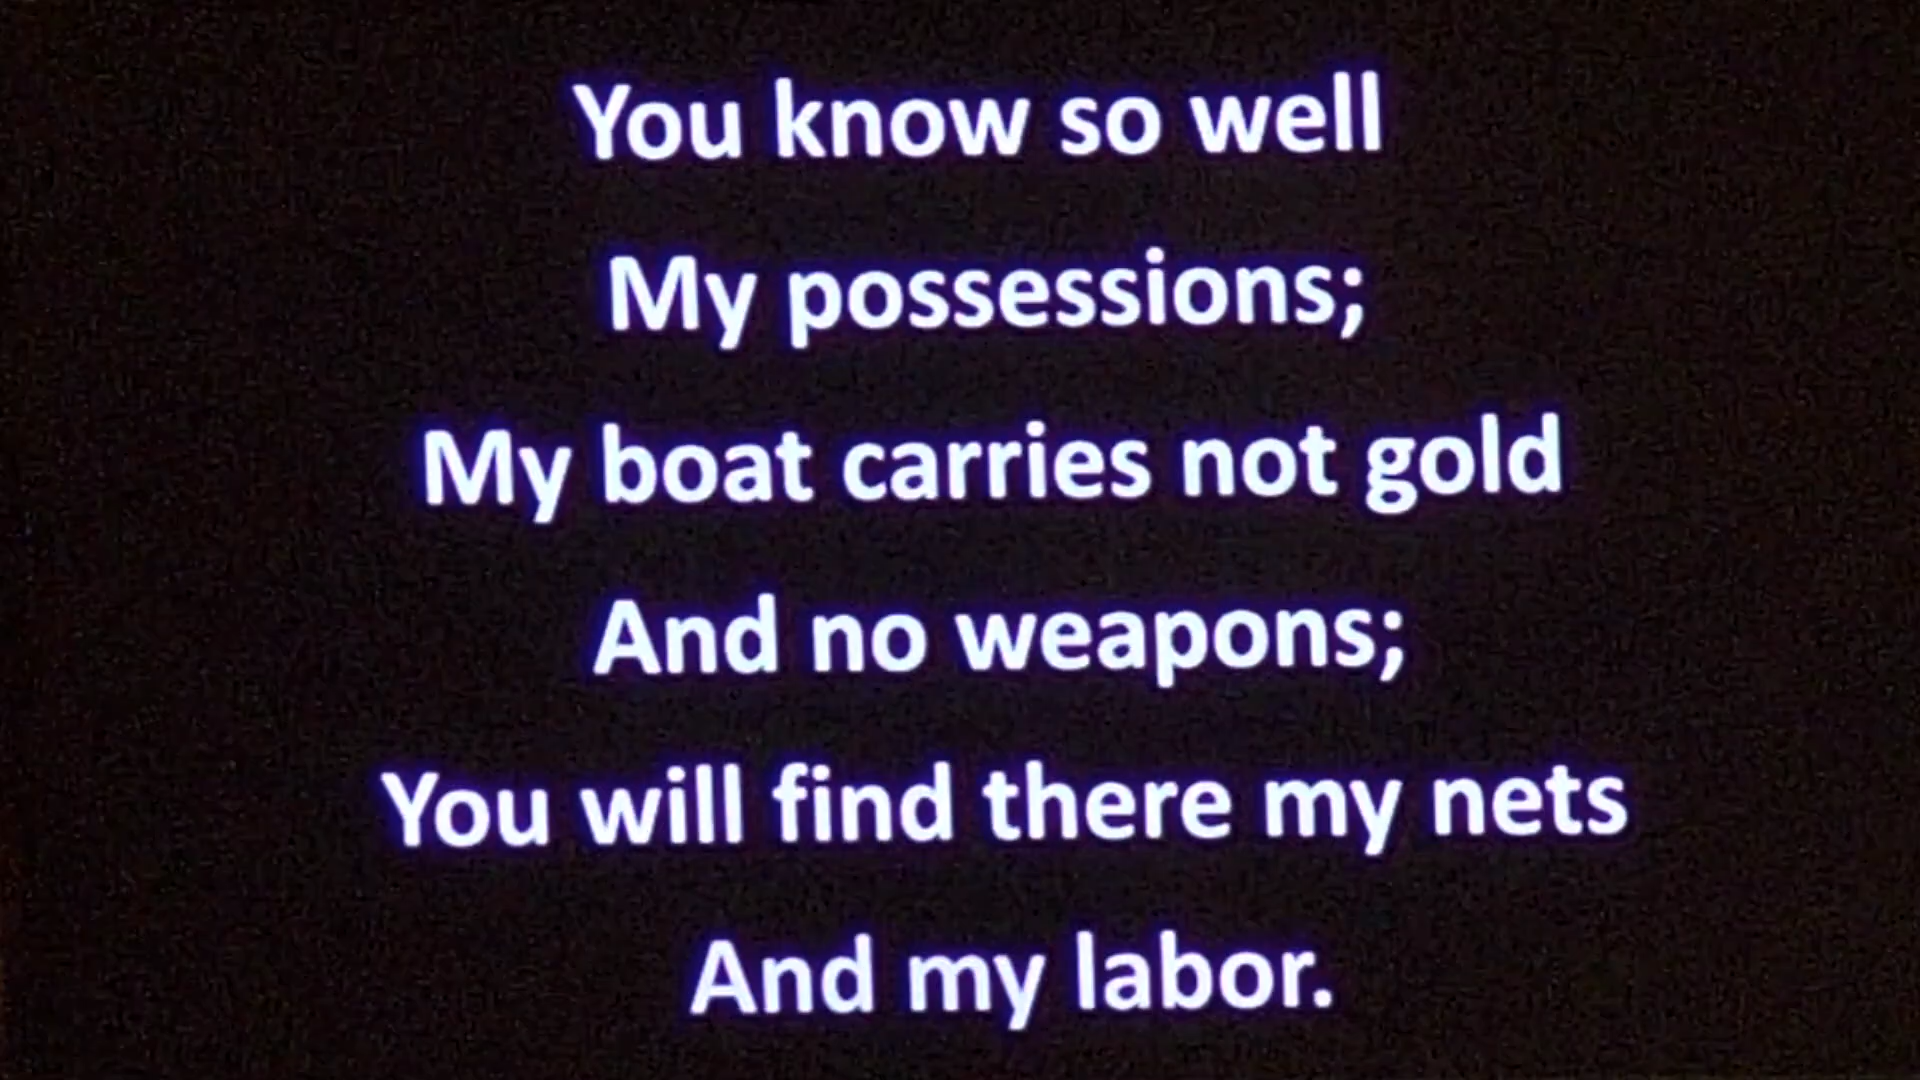 You know so well
My possessions;
My boat carries not gold
And no weapons;
You will find there my nets
And my labor.